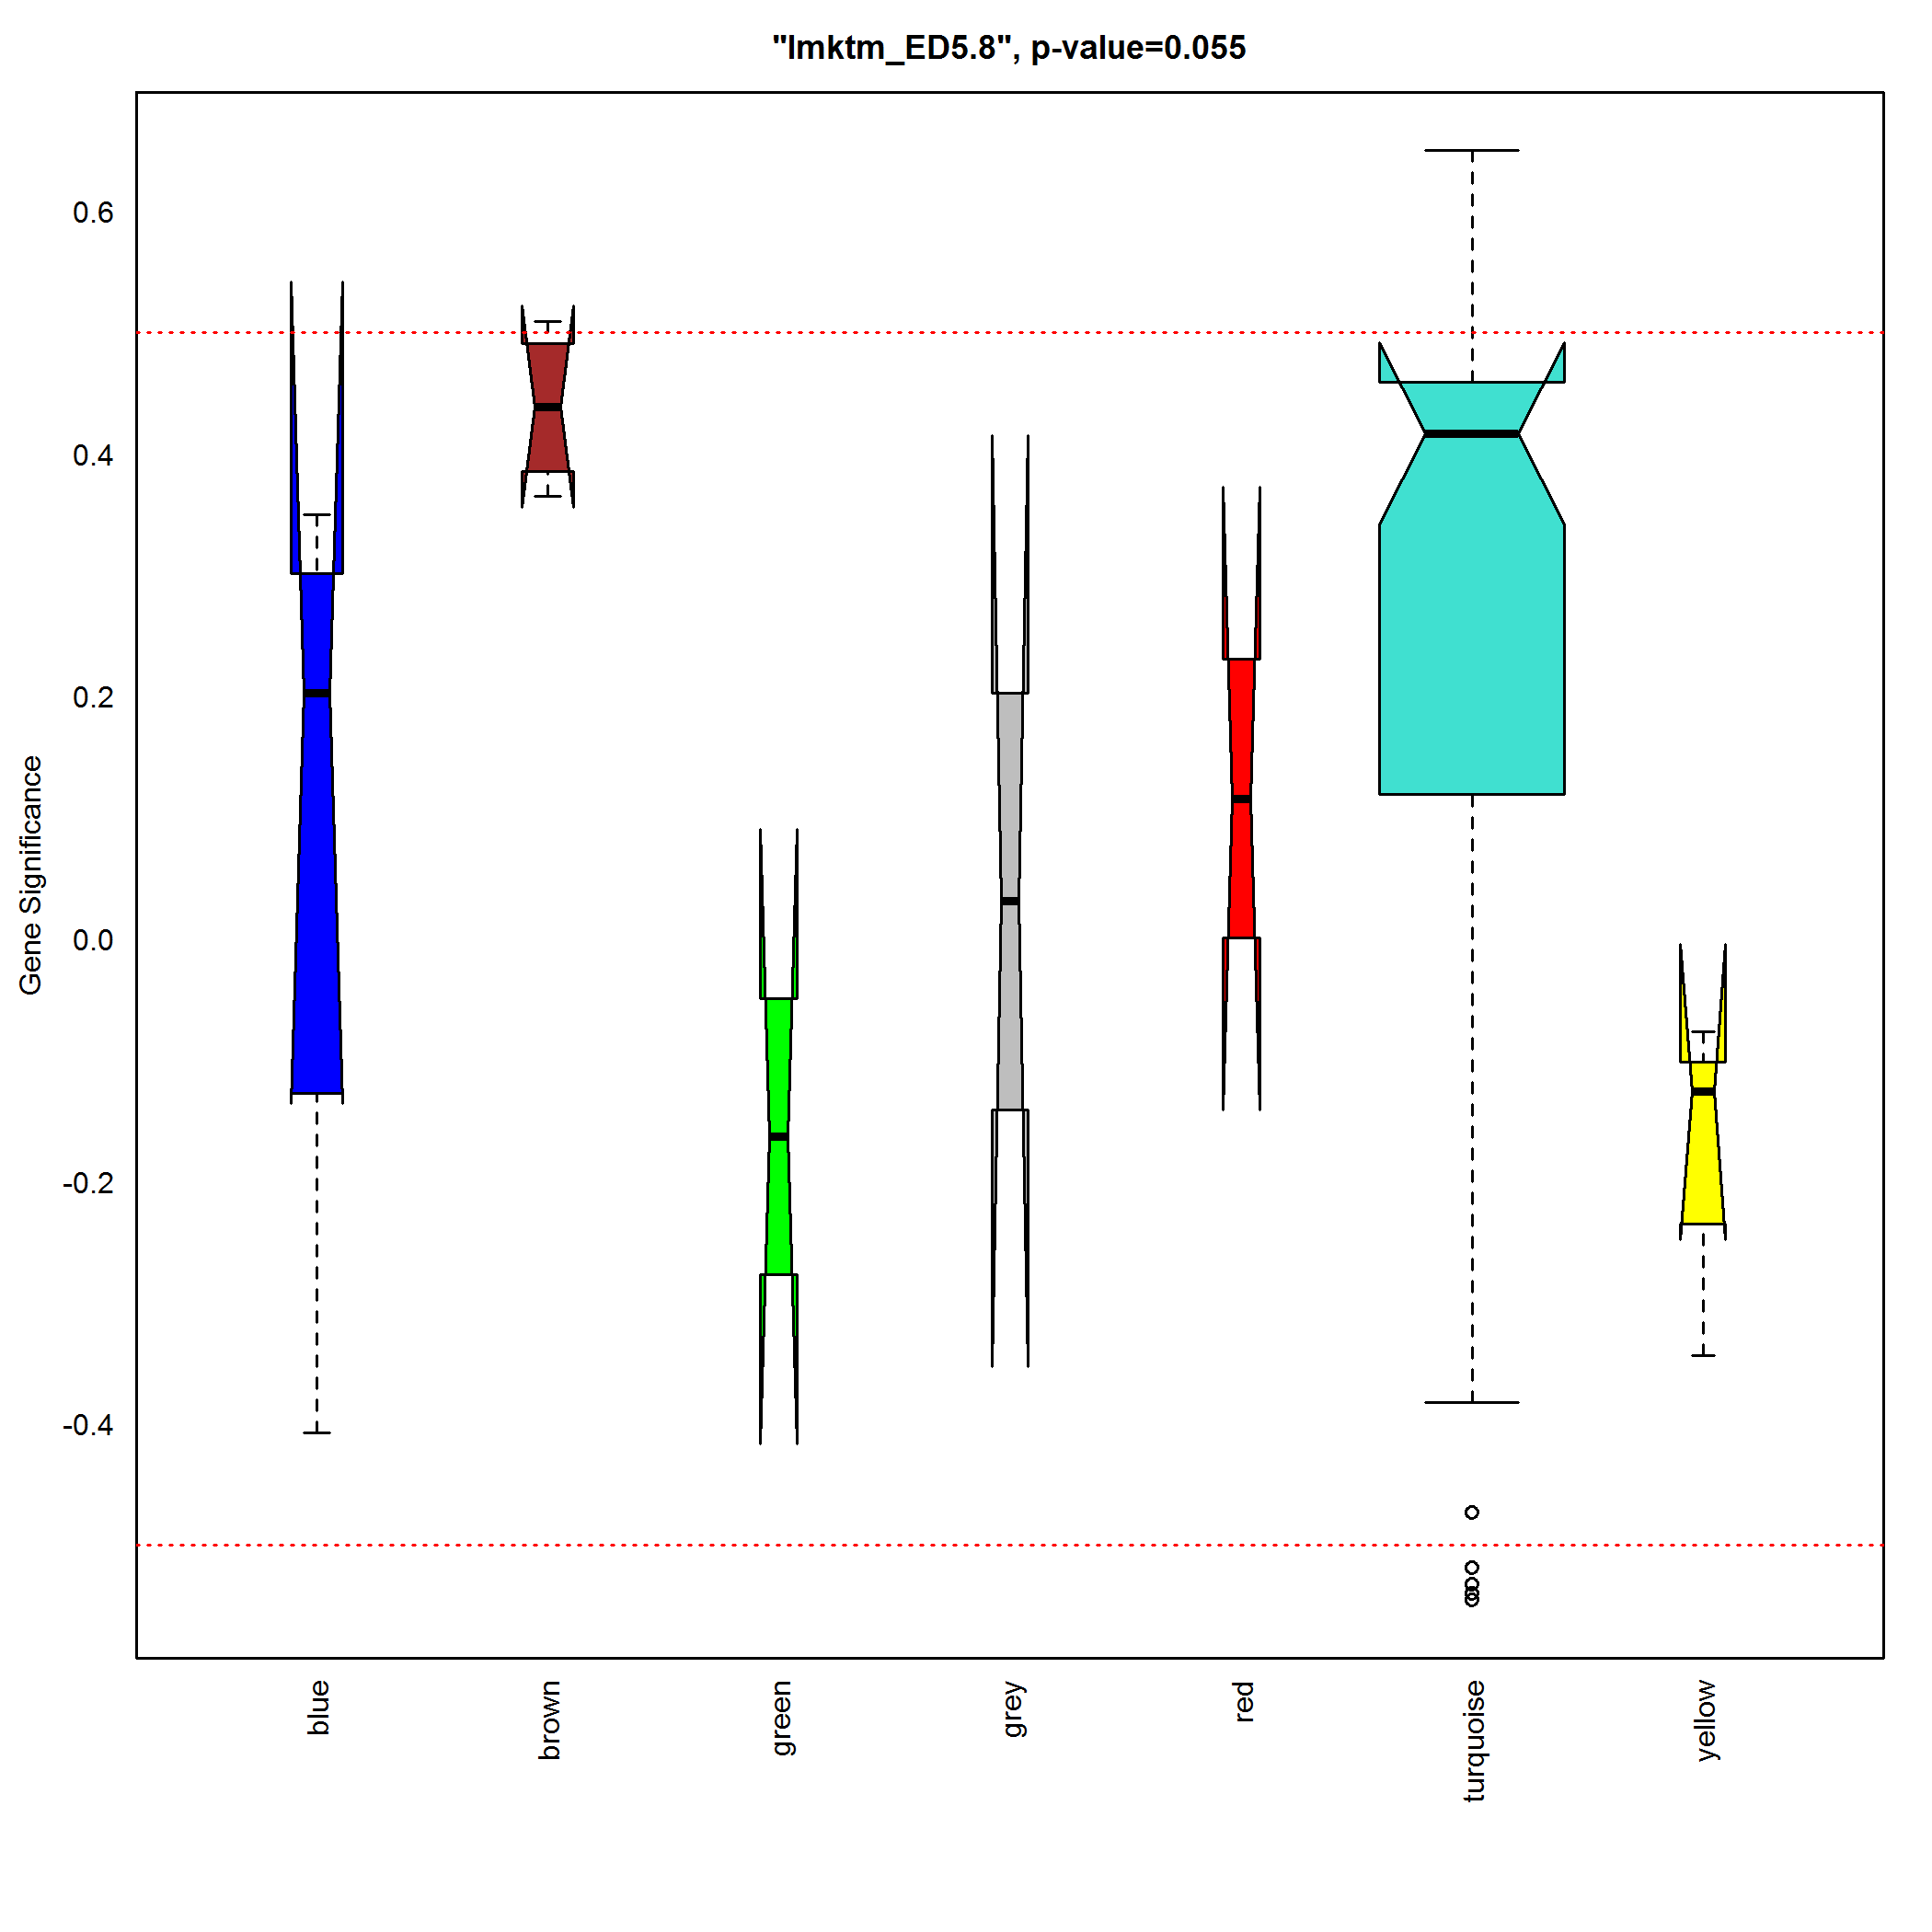 "lmktm_ED5.8", p-value=0.055
Gene Significance
0.6
0.4
0.2
0.0
-0.2
-0.4
blue
brown
green
grey
red
turquoise
yellow